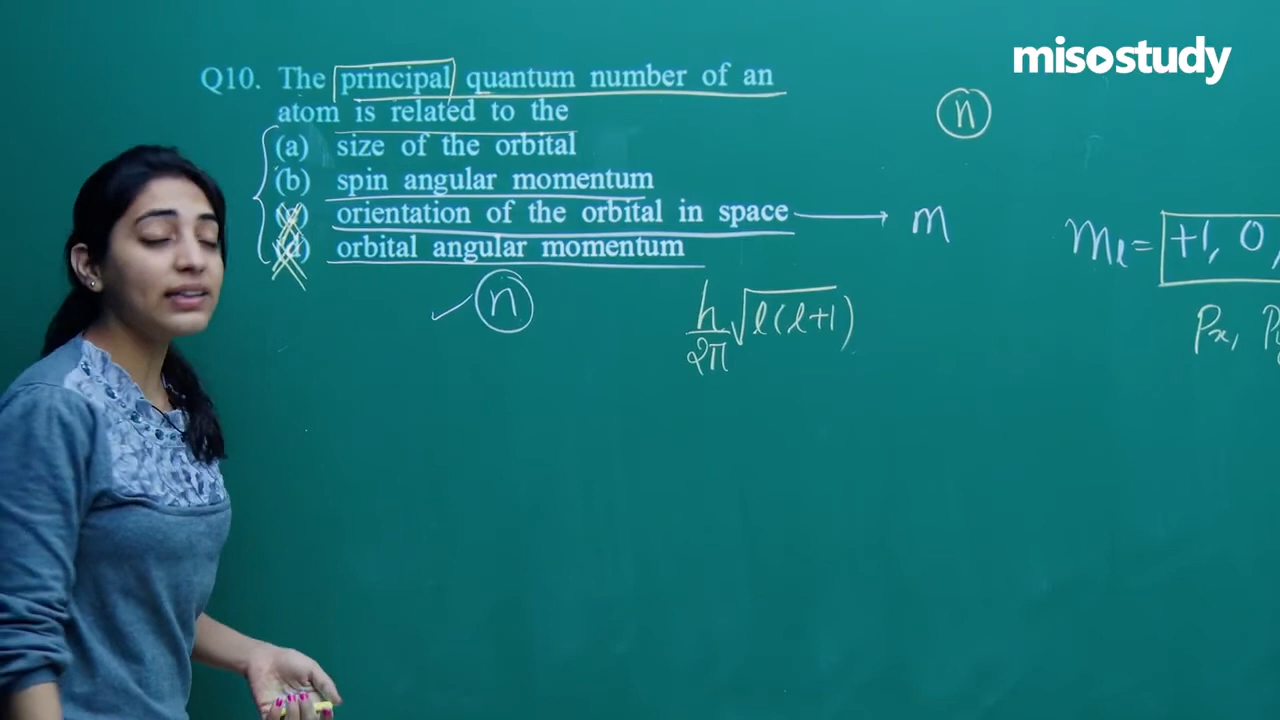 misostudy
Q10. The principal quantum number of an
atom is related to the
(a) size of the orbital
(b) spin angular momentum
(c) orientation of the orbital in space → m
(d) orbital angular momentum
n
mℓ = +1, 0,
✓ n
h/2π √ℓ(ℓ+1)
Px, Py